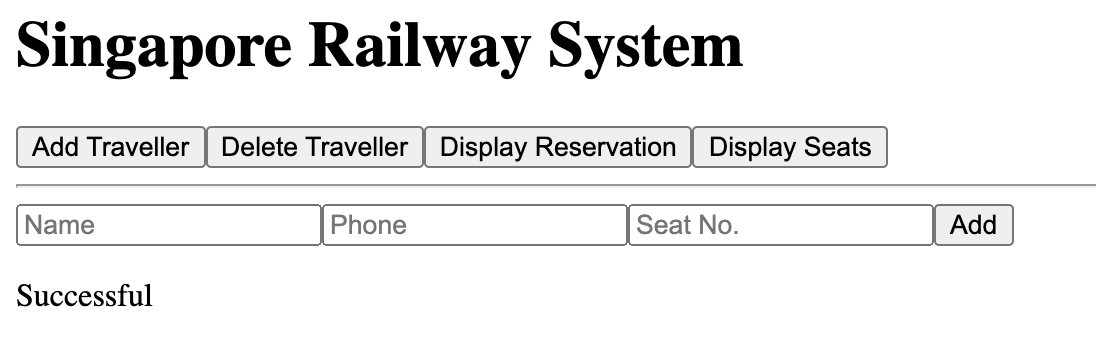 Singapore Railway System
Add Traveller Delete Traveller Display Reservation Display Seats
Name Phone Seat No. Add
Successful